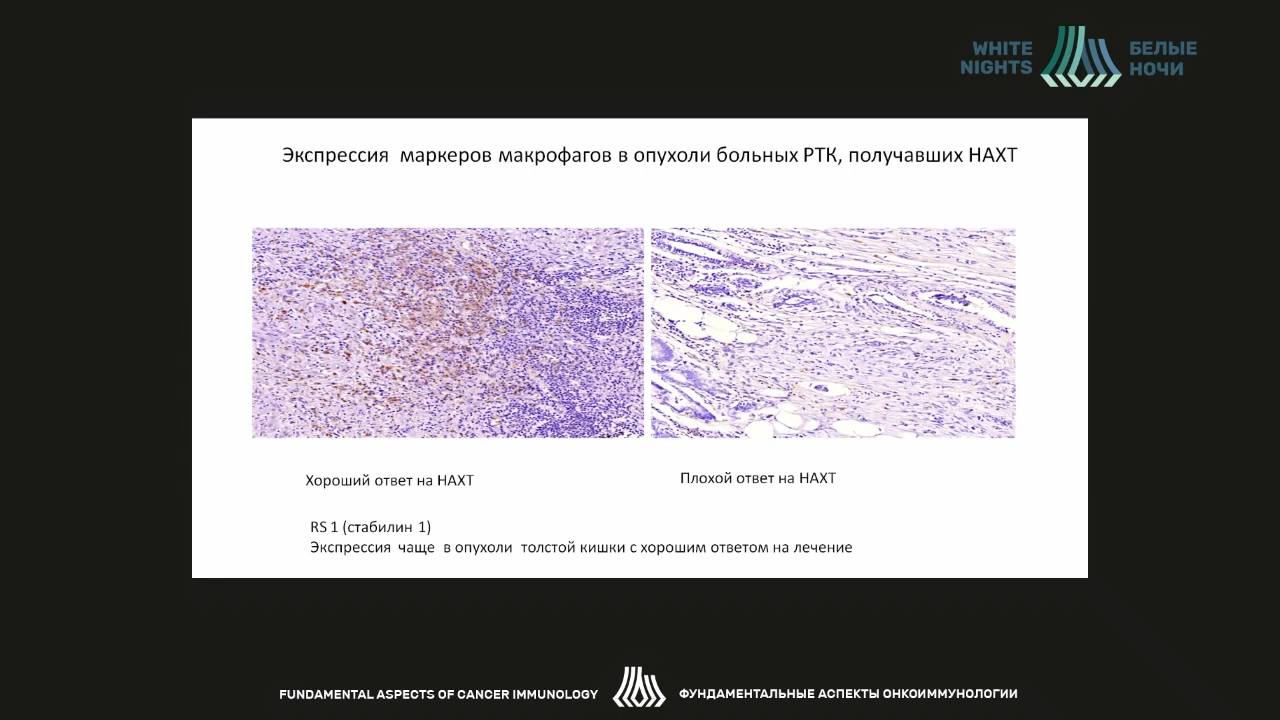 WHITE
NIGHTS
БЕЛЫЕ
НОЧИ
Экспрессия маркеров макрофагов в опухоли больных РТК, получавших НАХТ
Хороший ответ на НАХТ
Плохой ответ на НАХТ
RS 1 (стабилин 1)
Экспрессия чаще в опухоли толстой кишки с хорошим ответом на лечение
FUNDAMENTAL ASPECTS OF CANCER IMMUNOLOGY
ФУНДАМЕНТАЛЬНЫЕ АСПЕКТЫ ОНКОИММУНОЛОГИИ